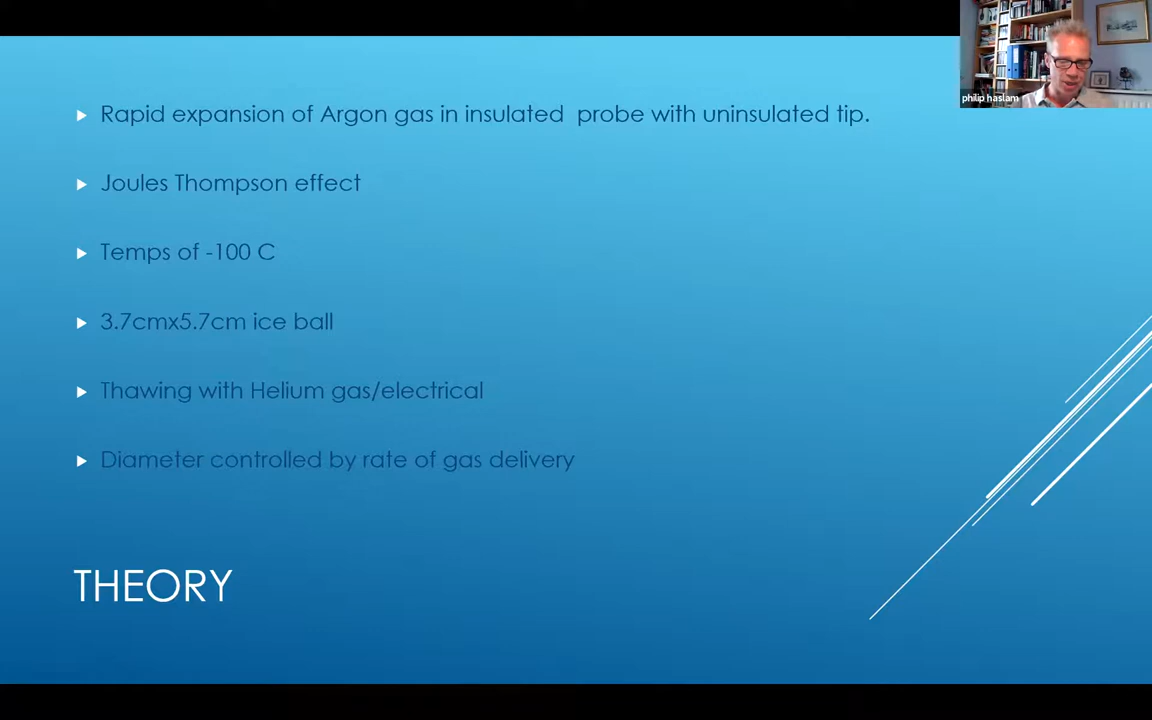 philip haslam
Rapid expansion of Argon gas in insulated probe with uninsulated tip.
Joules Thompson effect
Temps of -100 C
3.7cmx5.7cm ice ball
Thawing with Helium gas/electrical
Diameter controlled by rate of gas delivery
THEORY